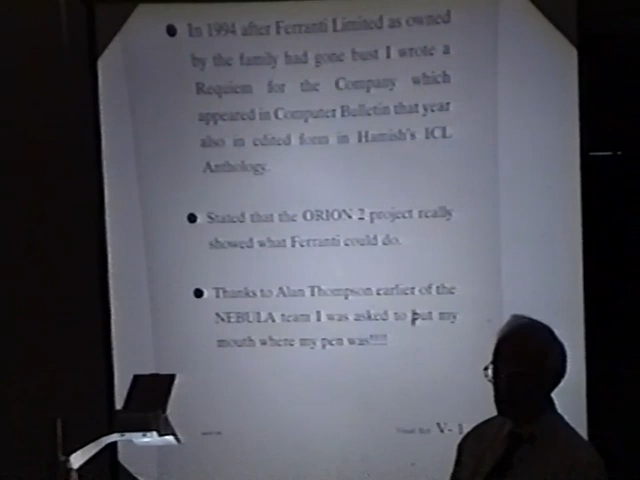 ● In 1994 after Ferranti Limited as owned
by the family had gone bust I wrote a
Requiem for the Company which
appeared in Computer Bulletin that year
also in edited form in Hamish's ICL
Anthology.
● Stated that the ORION 2 project really
showed what Ferranti could do.
● Thanks to Alan Thompson earlier of the
NEBULA team I was asked to put my
mouth where my pen was!!!!
V- 1